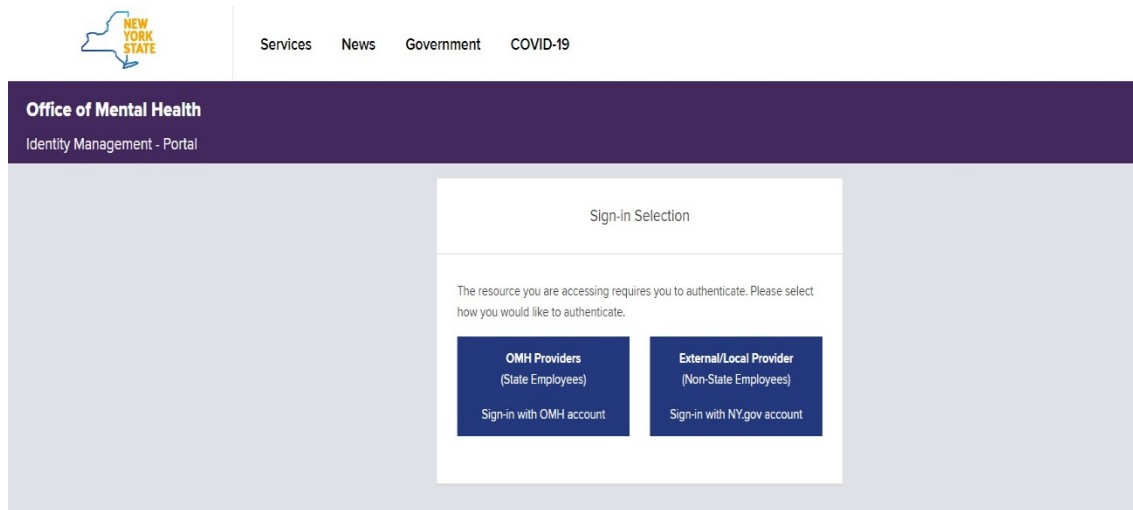 NEW
YORK
STATE
Services News Government COVID-19
Office of Mental Health
Identity Management - Portal
Sign-in Selection
The resource you are accessing requires you to authenticate. Please select
how you would like to authenticate.
OMH Providers
(State Employees)
Sign-in with OMH account
External/Local Provider
(Non-State Employees)
Sign-in with NY.gov account